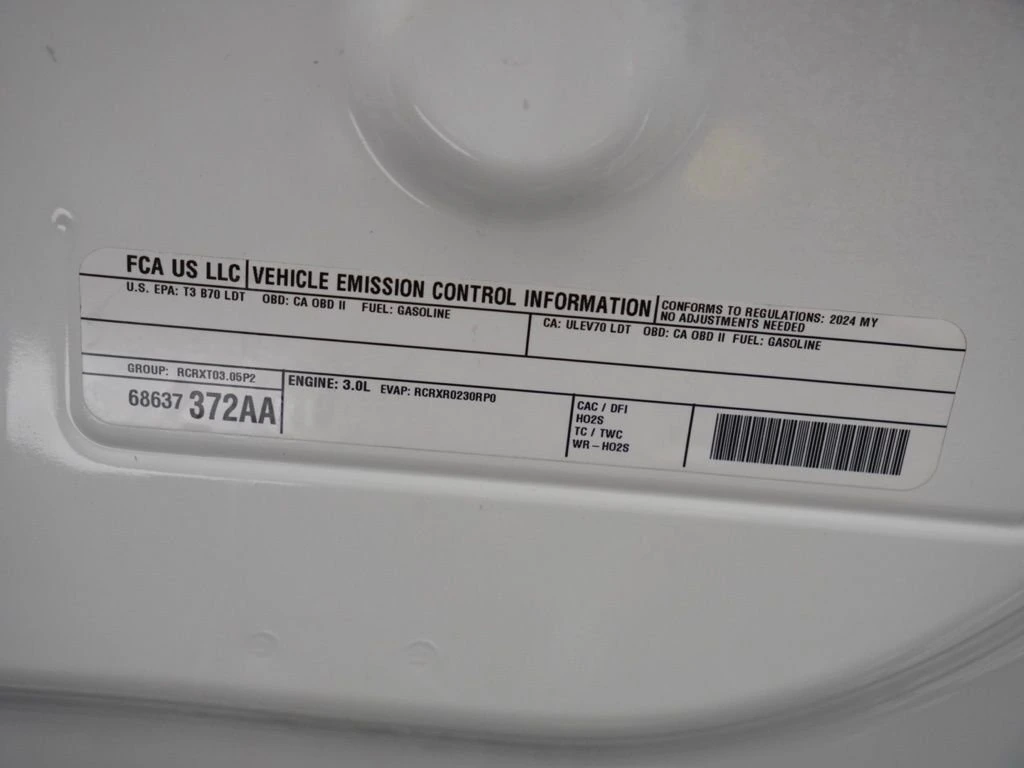 FCA US LLC VEHICLE EMISSION CONTROL INFORMATION
CONFORMS TO REGULATIONS: 2024 MY
NO ADJUSTMENTS NEEDED
U.S. EPA: T3 B70 LDT OBD: CA OBD II FUEL: GASOLINE
CA: ULEV70 LDT OBD: CA OBD II FUEL: GASOLINE
GROUP: RCRXT03.05P2
68637 372AA
ENGINE: 3.0L EVAP: RCRXR0230RP0
CAC / DFI
HO2S
TC / TWC
WR - HO2S